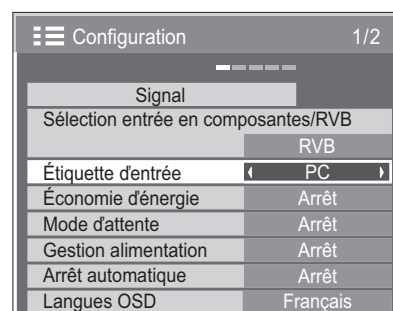 Configuration 1/2
Signal
Sélection entrée en composantes/RVB
RVB
Étiquette d'entrée PC
Économie d'énergie Arrêt
Mode d'attente Arrêt
Gestion alimentation Arrêt
Arrêt automatique Arrêt
Langues OSD Français